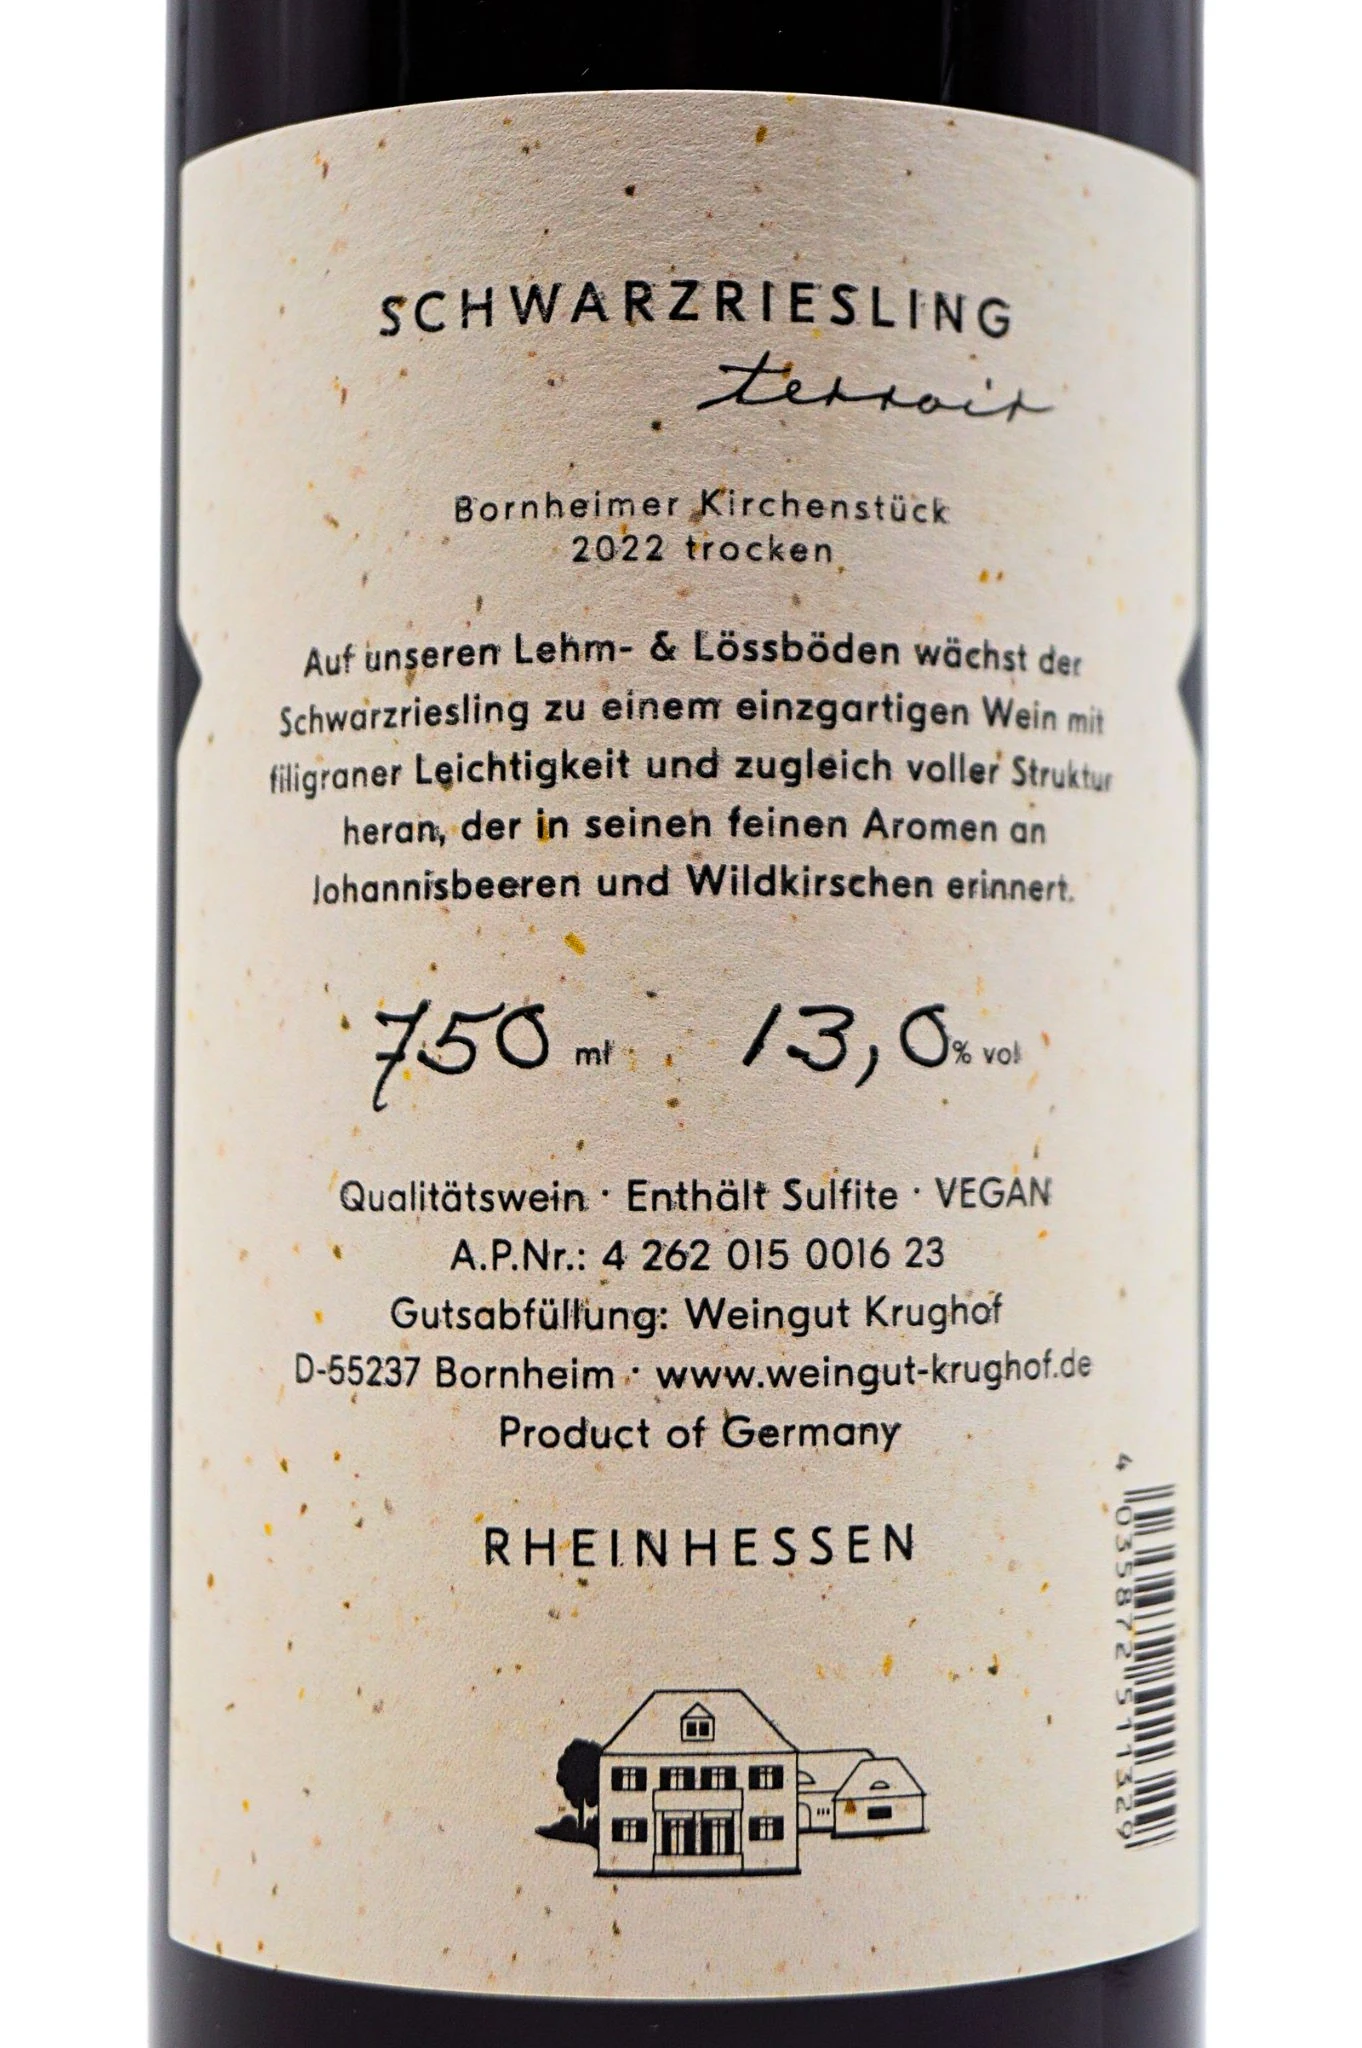 SCHWARZRIESLING
terroir
Bornheimer Kirchenstück
2022 trocken
Auf unseren Lehm- & Lössböden wächst der
Schwarzriesling zu einem einzgartigen Wein mit
filigraner Leichtigkeit und zugleich voller Struktur
heran, der in seinen feinen Aromen an
Johannisbeeren und Wildkirschen erinnert.
750 ml 13,0 % vol
Qualitätswein · Enthält Sulfite · VEGAN
A.P.Nr.: 4 262 015 0016 23
Gutsabfüllung: Weingut Krughof
D-55237 Bornheim · www.weingut-krughof.de
Product of Germany
RHEINHESSEN
4 035872 511329